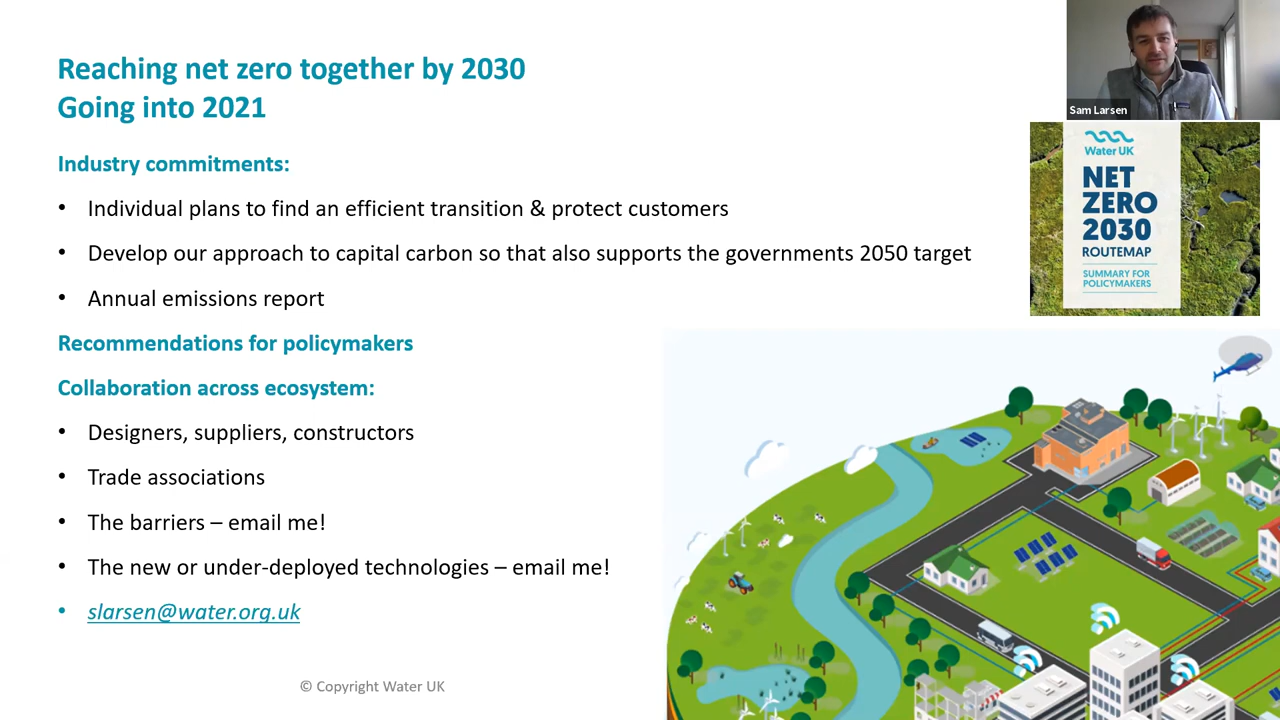 Reaching net zero together by 2030
Going into 2021
Industry commitments:
• Individual plans to find an efficient transition & protect customers
• Develop our approach to capital carbon so that also supports the governments 2050 target
• Annual emissions report
Recommendations for policymakers
Collaboration across ecosystem:
• Designers, suliers, constructors
• Trade associations
• The barriers – email me!
• The new or under-deployed technologies – email me!
• slarsen@water.org.uk
© Copyright Water UK
Sam Larsen
Water UK
NET
ZERO
2030
ROUTEMAP
SUMMARY FOR
POLICYMAKERS